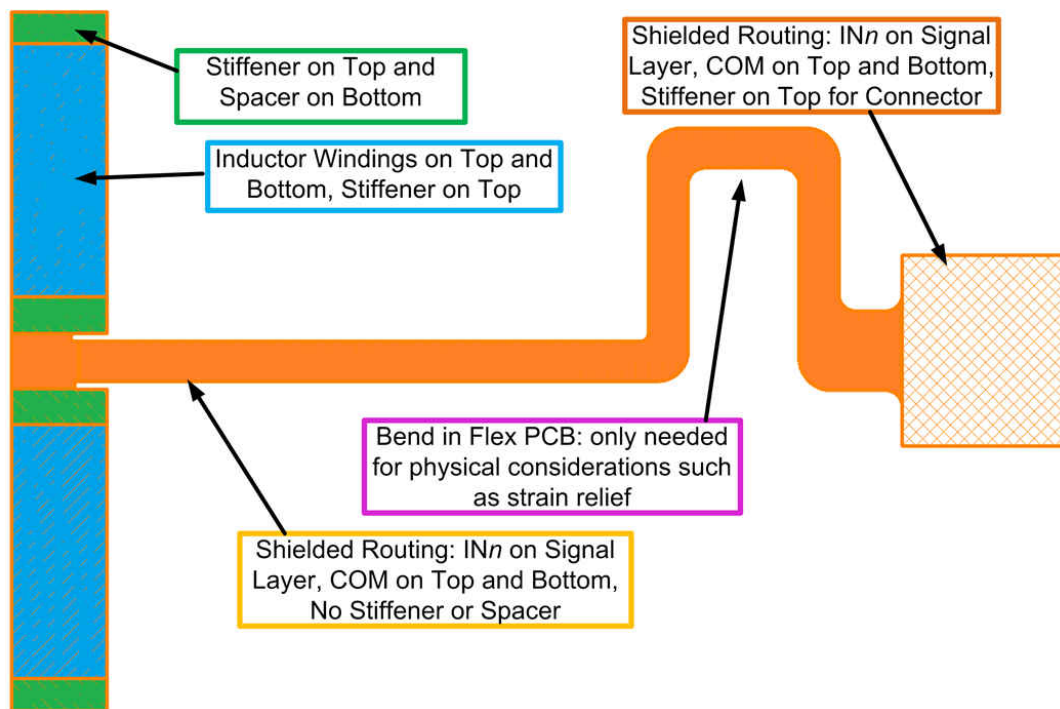 Stiffener on Top and
Spacer on Bottom
Inductor Windings on Top and
Bottom, Stiffener on Top
Shielded Routing: INn on Signal
Layer, COM on Top and Bottom,
Stiffener on Top for Connector
Bend in Flex PCB: only needed
for physical considerations such
as strain relief
Shielded Routing: INn on Signal
Layer, COM on Top and Bottom,
No Stiffener or Spacer